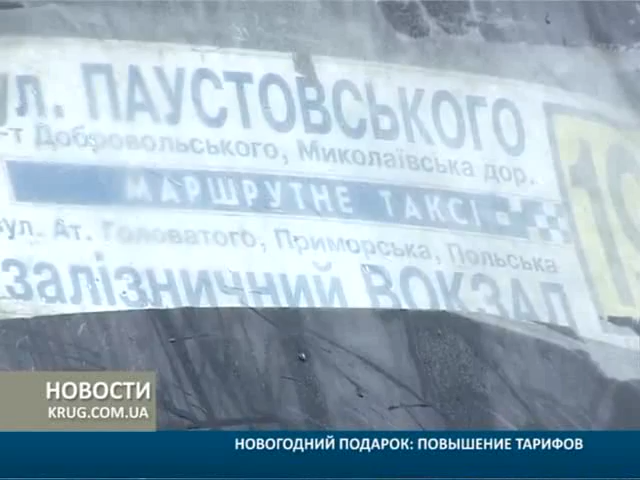 ул. ПАУСТОВСЬКОГО
-т Добровольського, Миколаївська дор.
МАРШРУТНЕ ТАКСІ
вул. Ат. Головатого, Приморська, Польська
залізничний ВОКЗАЛ
НОВОСТИ
KRUG.COM.UA
НОВОГОДНИЙ ПОДАРОК: ПОВЫШЕНИЕ ТАРИФОВ